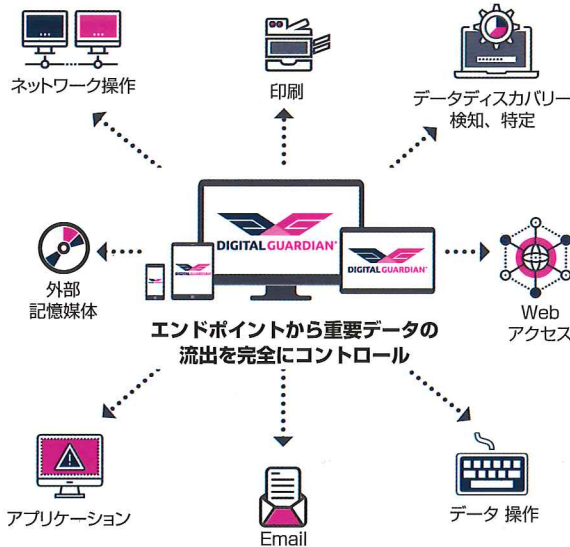 ネットワーク操作
印刷
データディスカバリー
検知、特定
DIGITAL GUARDIAN
DIGITAL GUARDIAN
外部
記憶媒体
Web
アクセス
エンドポイントから重要データの
流出を完全にコントロール
アプリケーション
Email
データ 操作